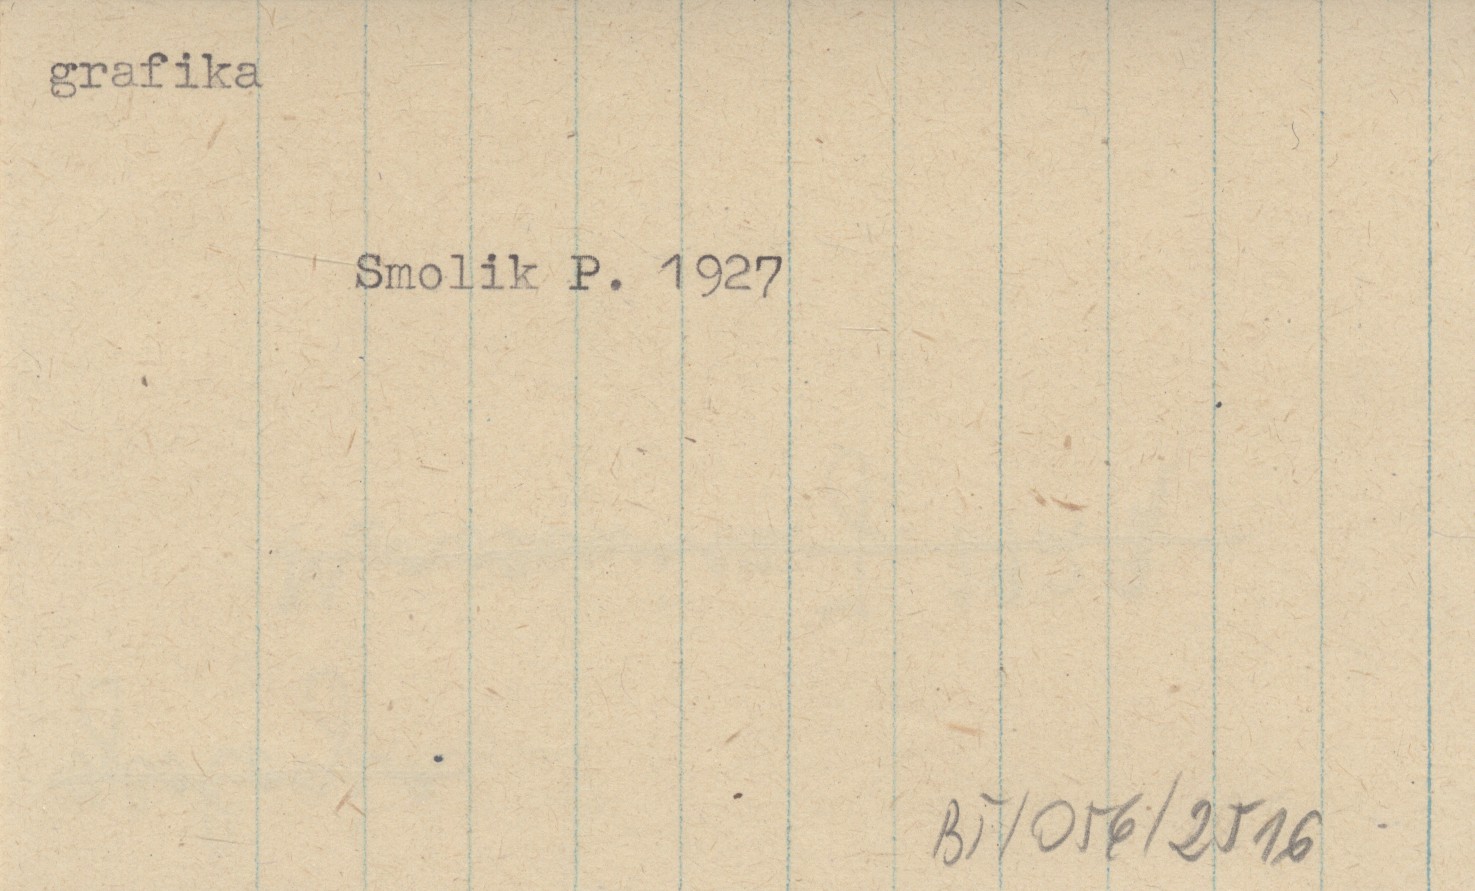 grafika
Smolik P. 1927
BI/056/2516